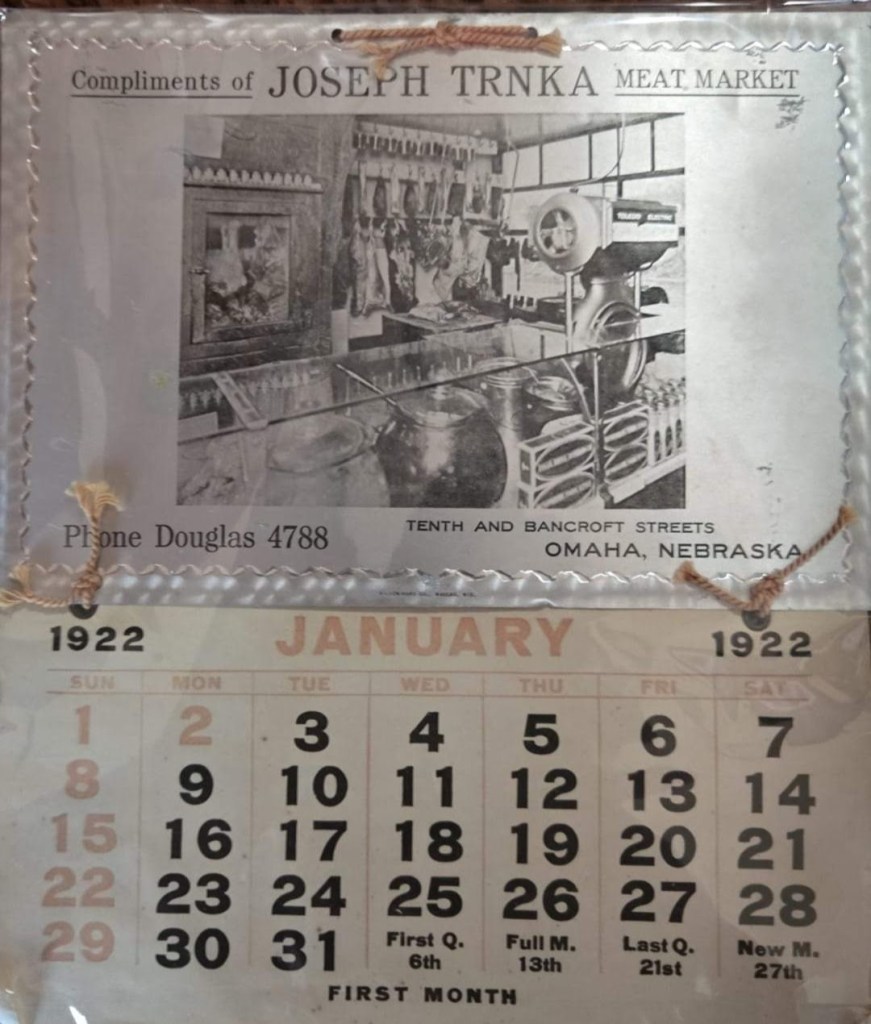 Compliments of JOSEPH TRNKA MEAT MARKET
TOLEDO ELECTRIC
Phone Douglas 4788
TENTH AND BANCROFT STREETS
OMAHA, NEBRASKA
1922 JANUARY 1922
SUN MON TUE WED THU FRI SAT
1 2 3 4 5 6 7
8 9 10 11 12 13 14
15 16 17 18 19 20 21
22 23 24 25 26 27 28
29 30 31 First Q. 6th Full M. 13th Last Q. 21st New M. 27th
FIRST MONTH